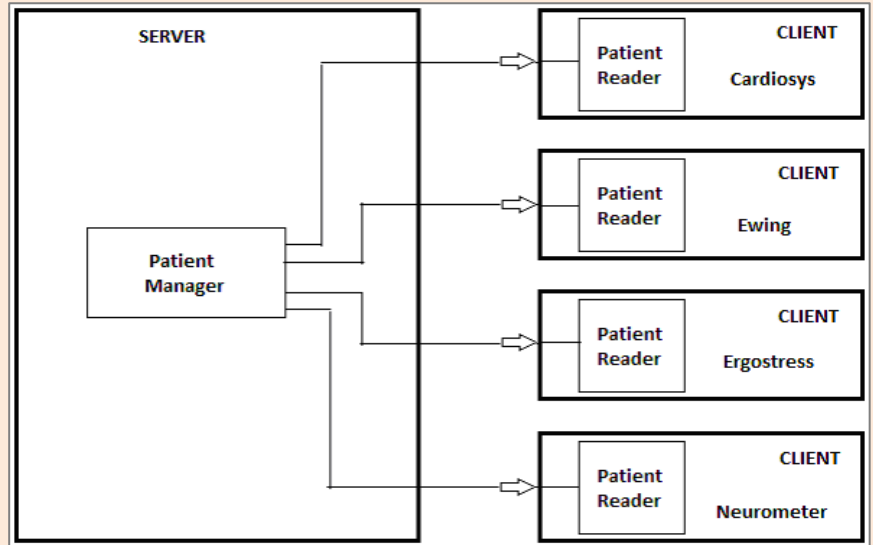 SERVER
Patient
Manager
CLIENT
Patient
Reader
Cardiosys
CLIENT
Patient
Reader
Ewing
CLIENT
Patient
Reader
Ergostress
CLIENT
Patient
Reader
Neurometer